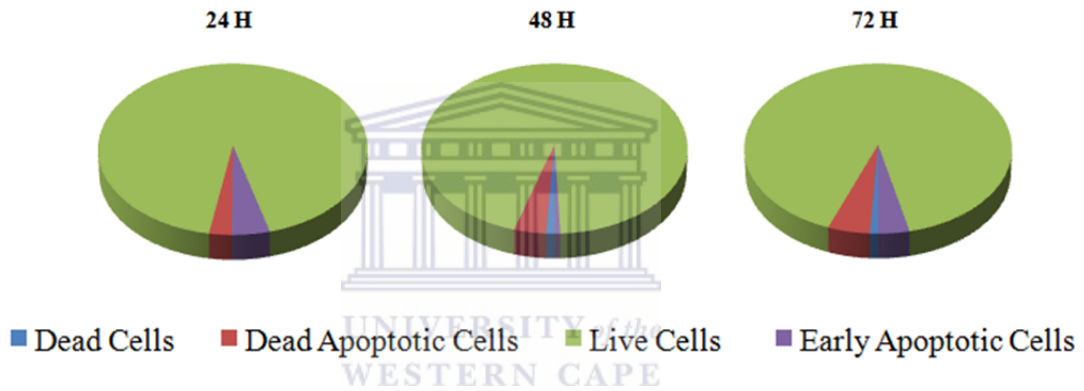 24 H
48 H
72 H
Dead Cells
Dead Apoptotic Cells
Live Cells
Early Apoptotic Cells
UNIVERSITY of the
WESTERN CAPE